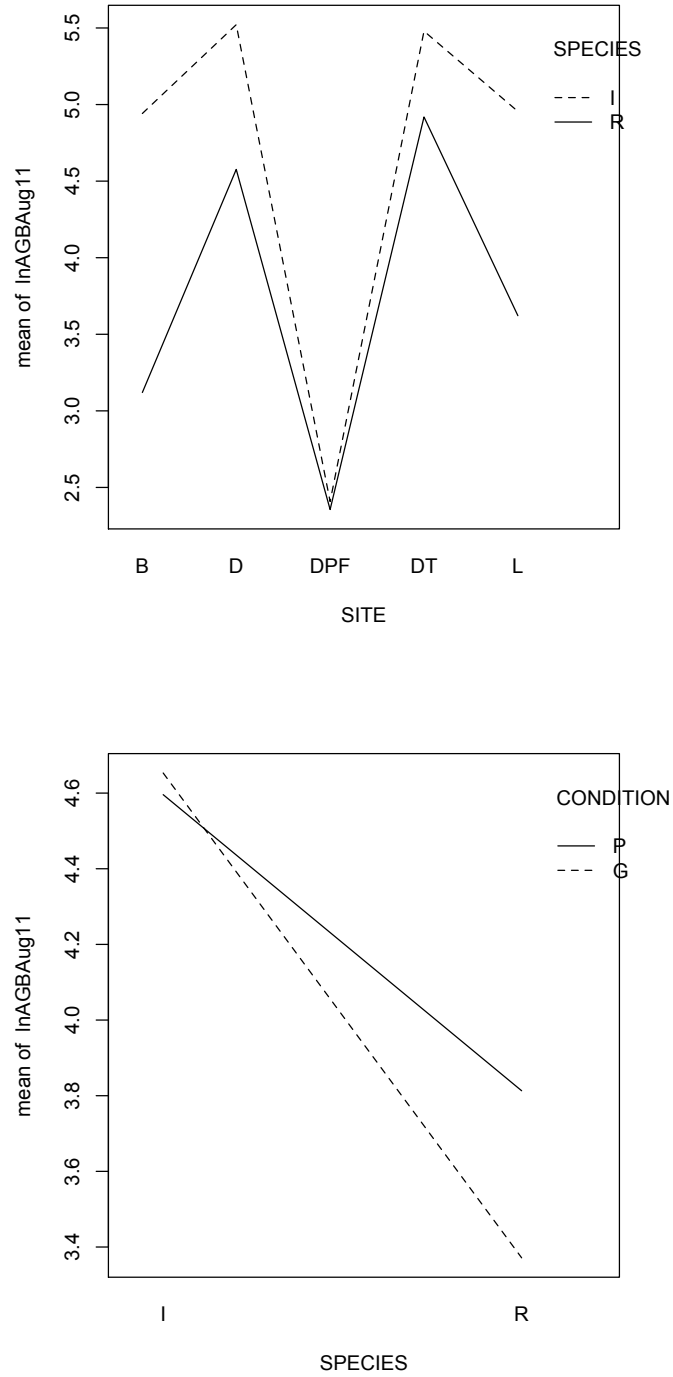 5.5
5.0
4.5
4.0
3.5
3.0
2.5
mean of lnAGBAug11
SPECIES
I
R
B D DPF DT L
SITE
4.6
4.4
4.2
4.0
3.8
3.6
3.4
mean of lnAGBAug11
CONDITION
P
G
I R
SPECIES